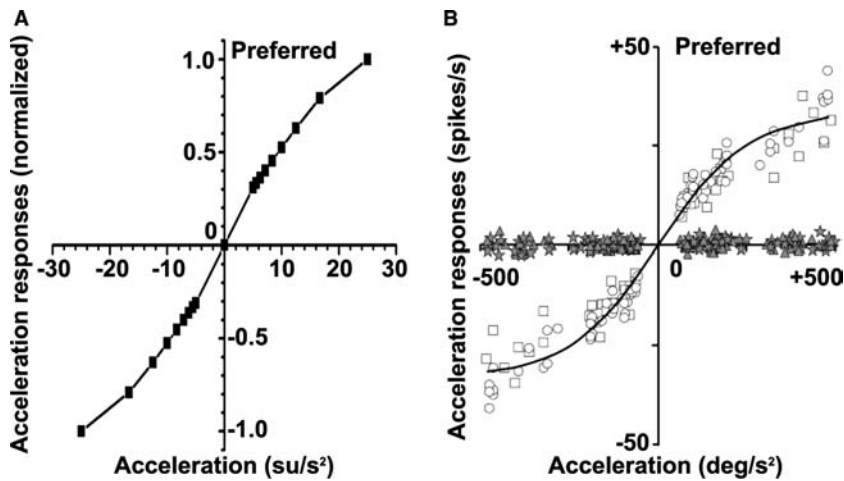 A
Preferred
1.0
0.5
0
-30 -20 -10 0 10 20 30
-0.5
-1.0
Acceleration responses (normalized)
Acceleration (su/s²)
B
+50
Preferred
-500 0 +500
-50
Acceleration responses (spikes/s)
Acceleration (deg/s²)